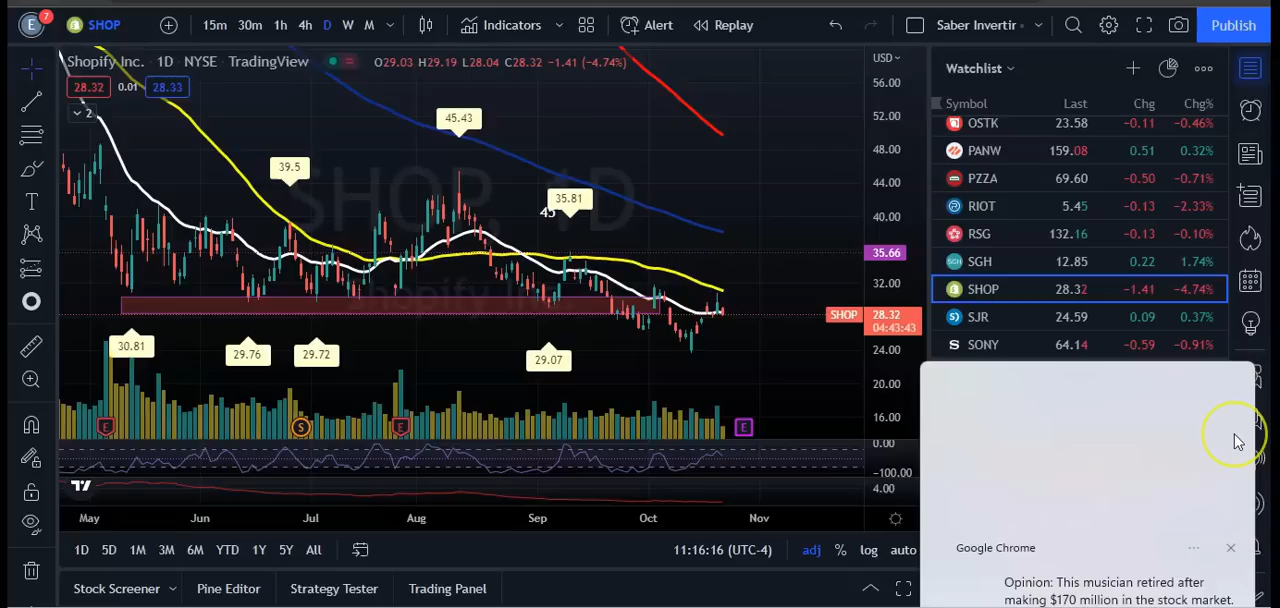 E 7 SHOP 15m 30m 1h 4h D W M Indicators Alert Replay Saber Invertir Publish
Shopify Inc. 1D NYSE TradingView O29.03 H29.19 L28.04 C28.32 −1.41 (−4.74%) USD
28.32 0.01 28.33
2
SHOP, 1D
Shopify Inc.
45.43
39.5
35.81
45
30.81
29.76
29.72
29.07
56.00
52.00
48.00
44.00
40.00
35.66
32.00
SHOP 28.32
04:43:43
24.00
20.00
16.00
0.00
−100.00
4.00
E S E E
May Jun Jul Aug Sep Oct Nov
1D 5D 1M 3M 6M YTD 1Y 5Y All 11:16:16 (UTC-4) adj % log auto
Stock Screener Pine Editor Strategy Tester Trading Panel
Watchlist
Symbol Last Chg Chg%
OSTK 23.58 −0.11 −0.46%
PANW 159.08 0.51 0.32%
PZZA 69.60 −0.50 −0.71%
RIOT 5.45 −0.13 −2.33%
RSG 132.16 −0.13 −0.10%
SGH 12.85 0.22 1.74%
SHOP 28.32 −1.41 −4.74%
SJR 24.59 0.09 0.37%
SONY 64.14 −0.59 −0.91%
Google Chrome
Opinion: This musician retired after
making $170 million in the stock market.